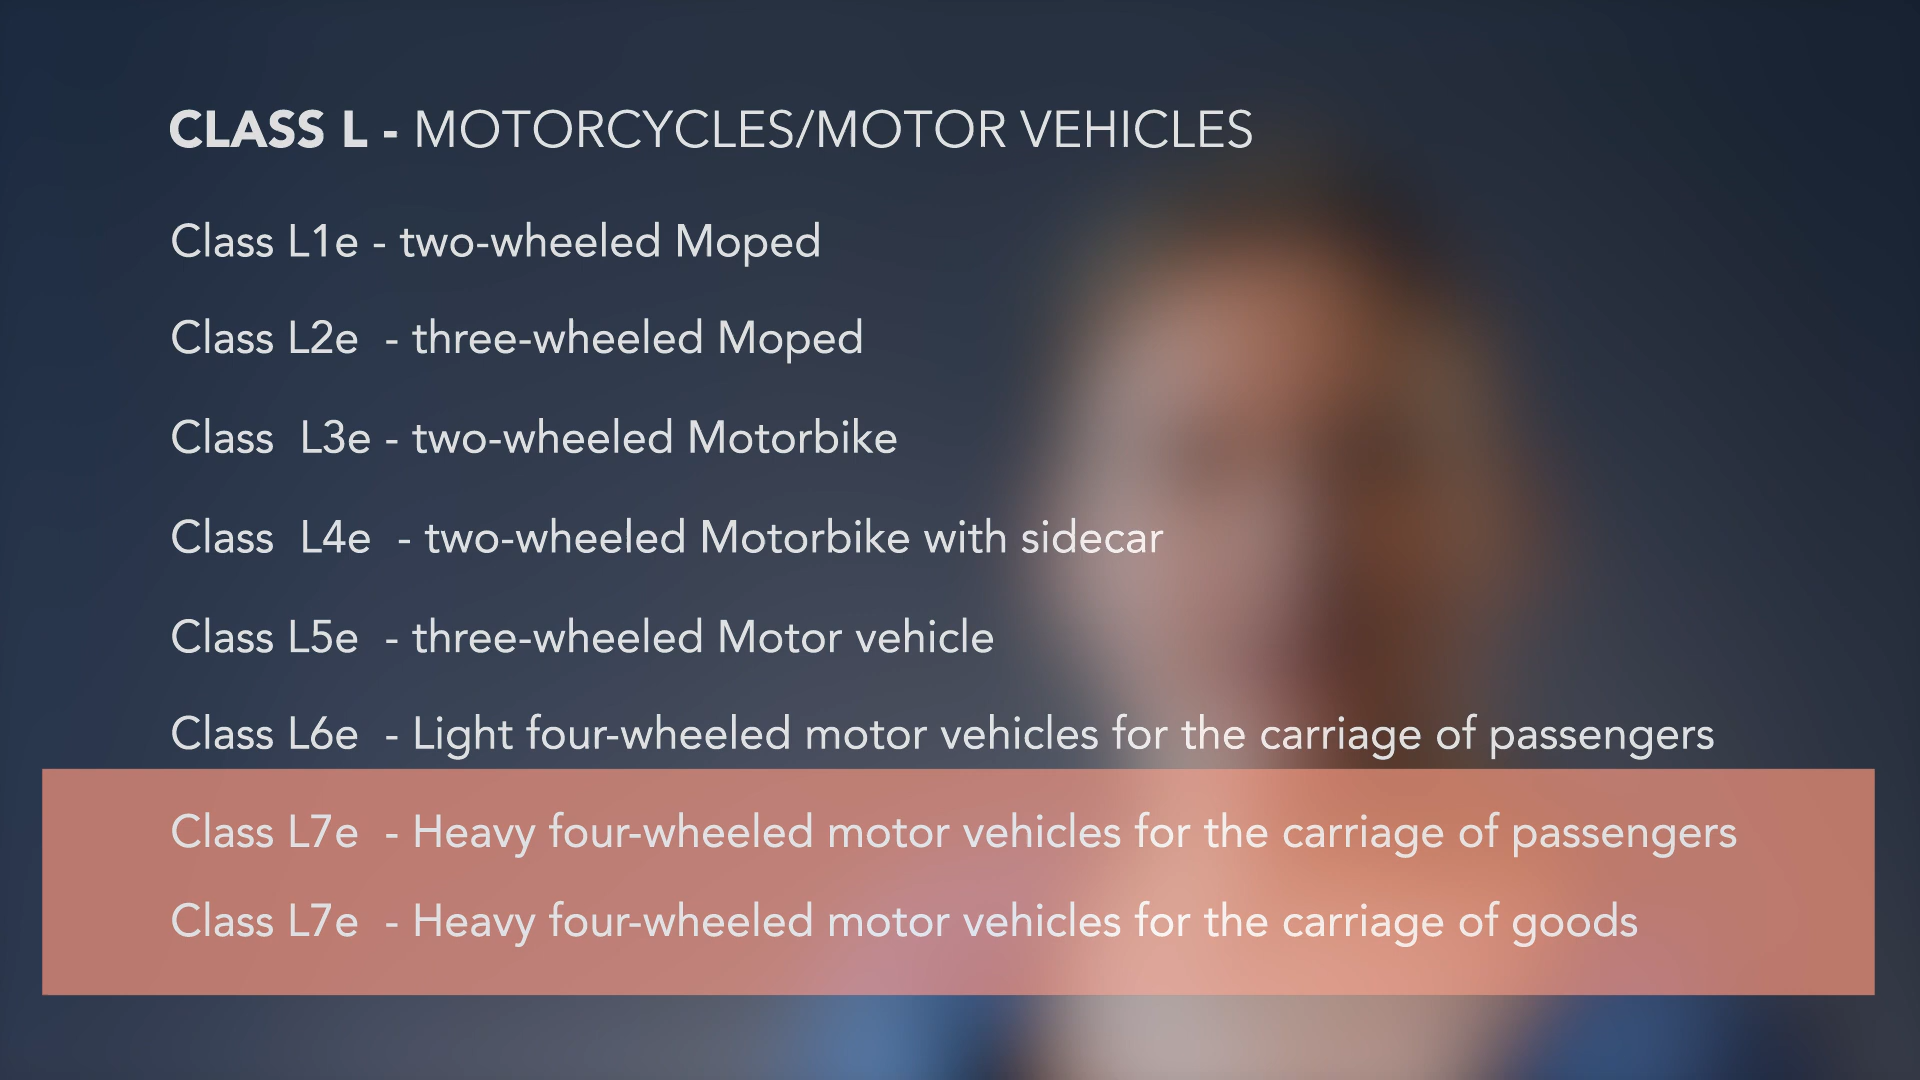 CLASS L - MOTORCYCLES/MOTOR VEHICLES
Class L1e - two-wheeled Moped
Class L2e - three-wheeled Moped
Class L3e - two-wheeled Motorbike
Class L4e - two-wheeled Motorbike with sidecar
Class L5e - three-wheeled Motor vehicle
Class L6e - Light four-wheeled motor vehicles for the carriage of passengers
Class L7e - Heavy four-wheeled motor vehicles for the carriage of passengers
Class L7e - Heavy four-wheeled motor vehicles for the carriage of goods